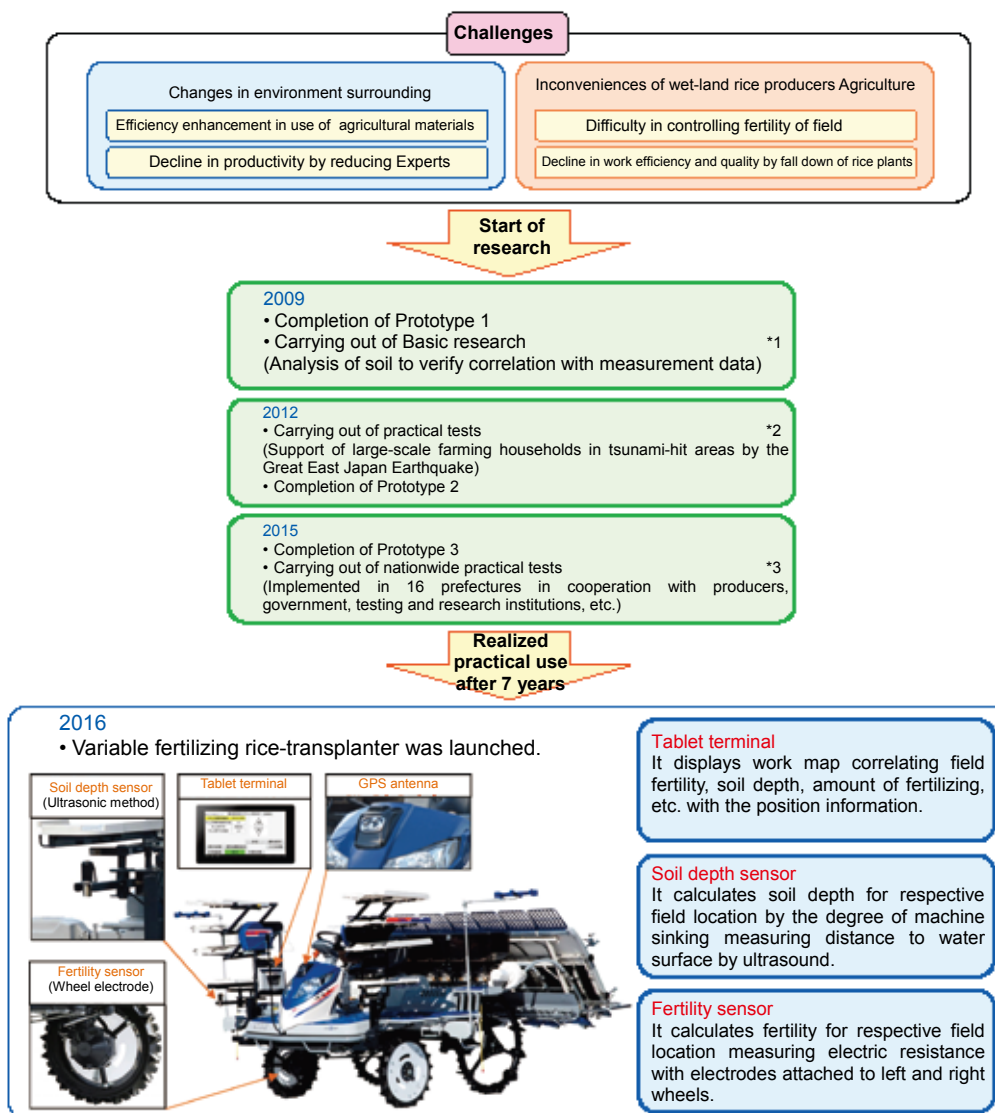 Challenges
Changes in environment surrounding
Efficiency enhancement in use of agricultural materials
Decline in productivity by reducing Experts
Inconveniences of wet-land rice producers Agriculture
Difficulty in controlling fertility of field
Decline in work efficiency and quality by fall down of rice plants
Start of
research
2009
• Completion of Prototype 1
• Carrying out of Basic research *1
(Analysis of soil to verify correlation with measurement data)
2012
• Carrying out of practical tests *2
(Support of large-scale farming households in tsunami-hit areas by the
Great East Japan Earthquake)
• Completion of Prototype 2
2015
• Completion of Prototype 3
• Carrying out of nationwide practical tests *3
(Implemented in 16 prefectures in cooperation with producers,
government, testing and research institutions, etc.)
Realized
practical use
after 7 years
2016
• Variable fertilizing rice-transplanter was launched.
Soil depth sensor
(Ultrasonic method)
Tablet terminal
GPS antenna
Fertility sensor
(Wheel electrode)
Tablet terminal
It displays work map correlating field
fertility, soil depth, amount of fertilizing,
etc. with the position information.
Soil depth sensor
It calculates soil depth for respective
field location by the degree of machine
sinking measuring distance to water
surface by ultrasound.
Fertility sensor
It calculates fertility for respective field
location measuring electric resistance
with electrodes attached to left and right
wheels.